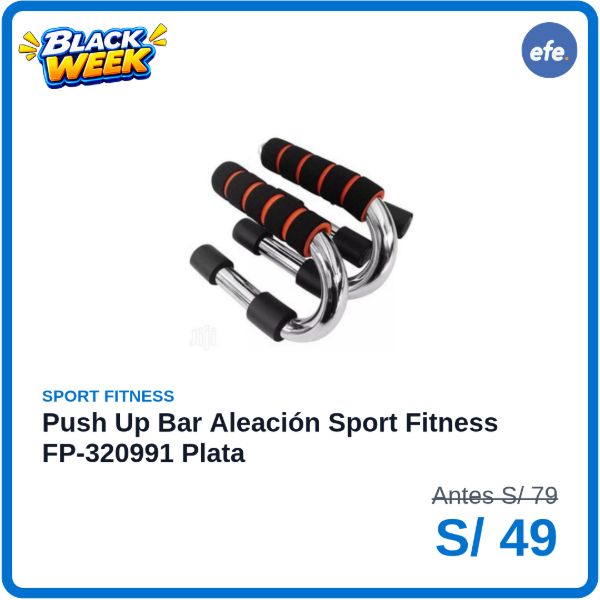 BLACK
WEEK
efe.
SPORT FITNESS
Push Up Bar Aleación Sport Fitness
FP-320991 Plata
Antes S/ 79
S/ 49